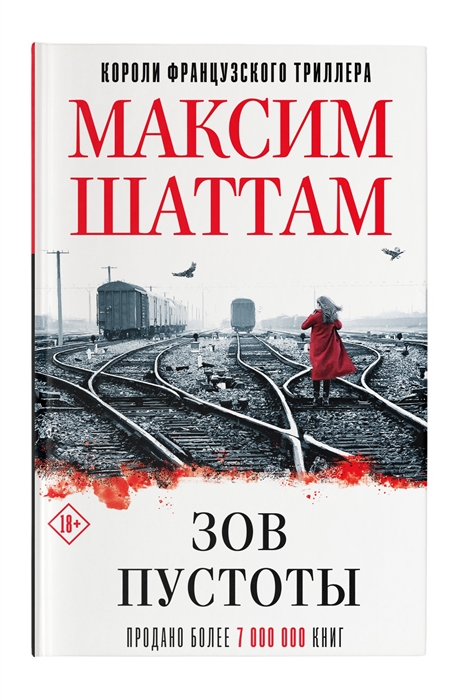 КОРОЛИ ФРАНЦУЗСКОГО ТРИЛЛЕРА
МАКСИМ
ШАТТАМ
18+
ЗОВ
ПУСТОТЫ
ПРОДАНО БОЛЕЕ 7 000 000 КНИГ